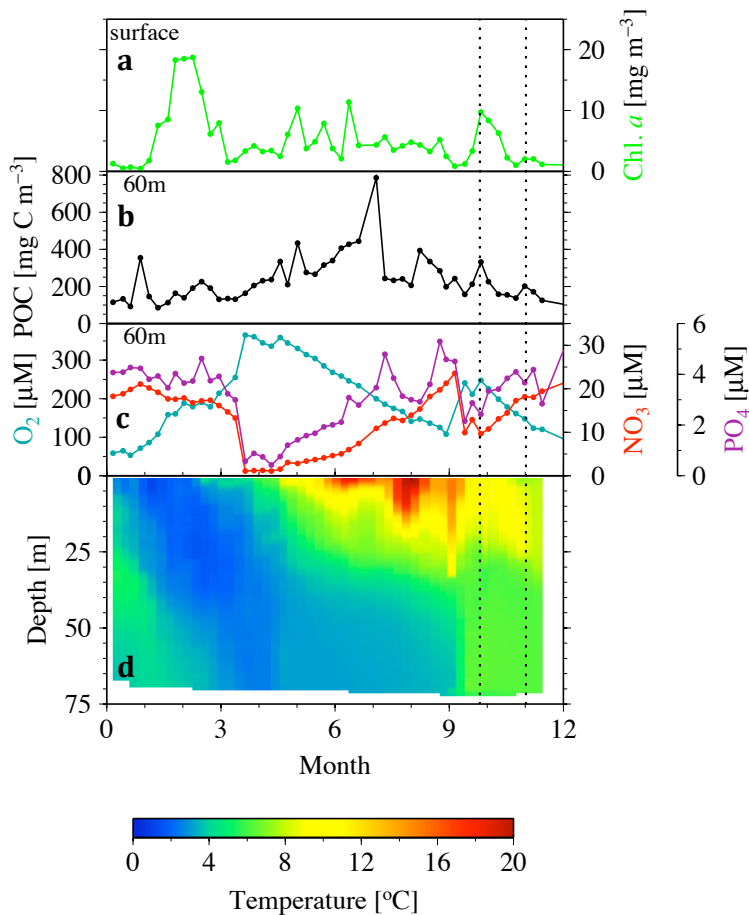 surface
a
20
10
0
Chl. a [mg m⁻³]
60m
b
800
600
400
200
0
POC [mg C m⁻³]
60m
c
300
200
100
0
O₂ [µM]
30
20
10
0
NO₃ [µM]
6
4
2
0
PO₄ [µM]
d
0
25
50
75
Depth [m]
0 3 6 9 12
Month
0 4 8 12 16 20
Temperature [°C]